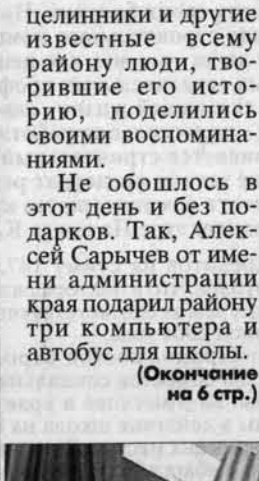 целинники и другие
известные всему
району люди, тво-
рившие его исто-
рию, поделились
своими воспомина-
ниями.
Не обошлось в
этот день и без по-
дарков. Так, Алек-
сей Сарычев от име-
ни администрации
края подарил району
три компьютера и
автобус для школы.
(Окончание
на 6 стр.)